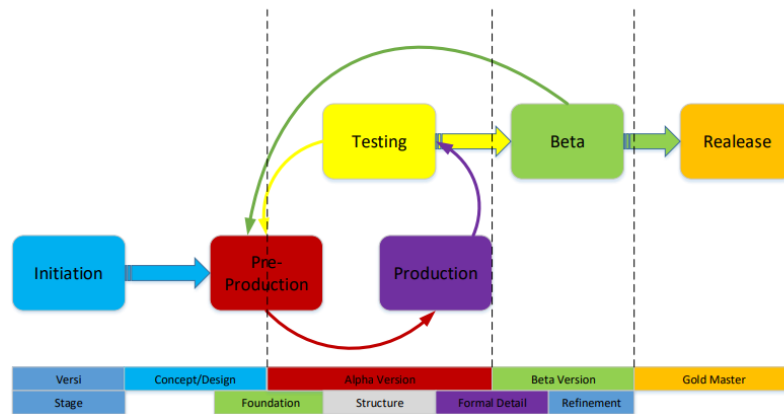 Testing
Beta
Realease
Initiation
Pre-
Production
Production
Versi
Concept/Design
Alpha Version
Beta Version
Gold Master
Stage
Foundation
Structure
Formal Detail
Refinement